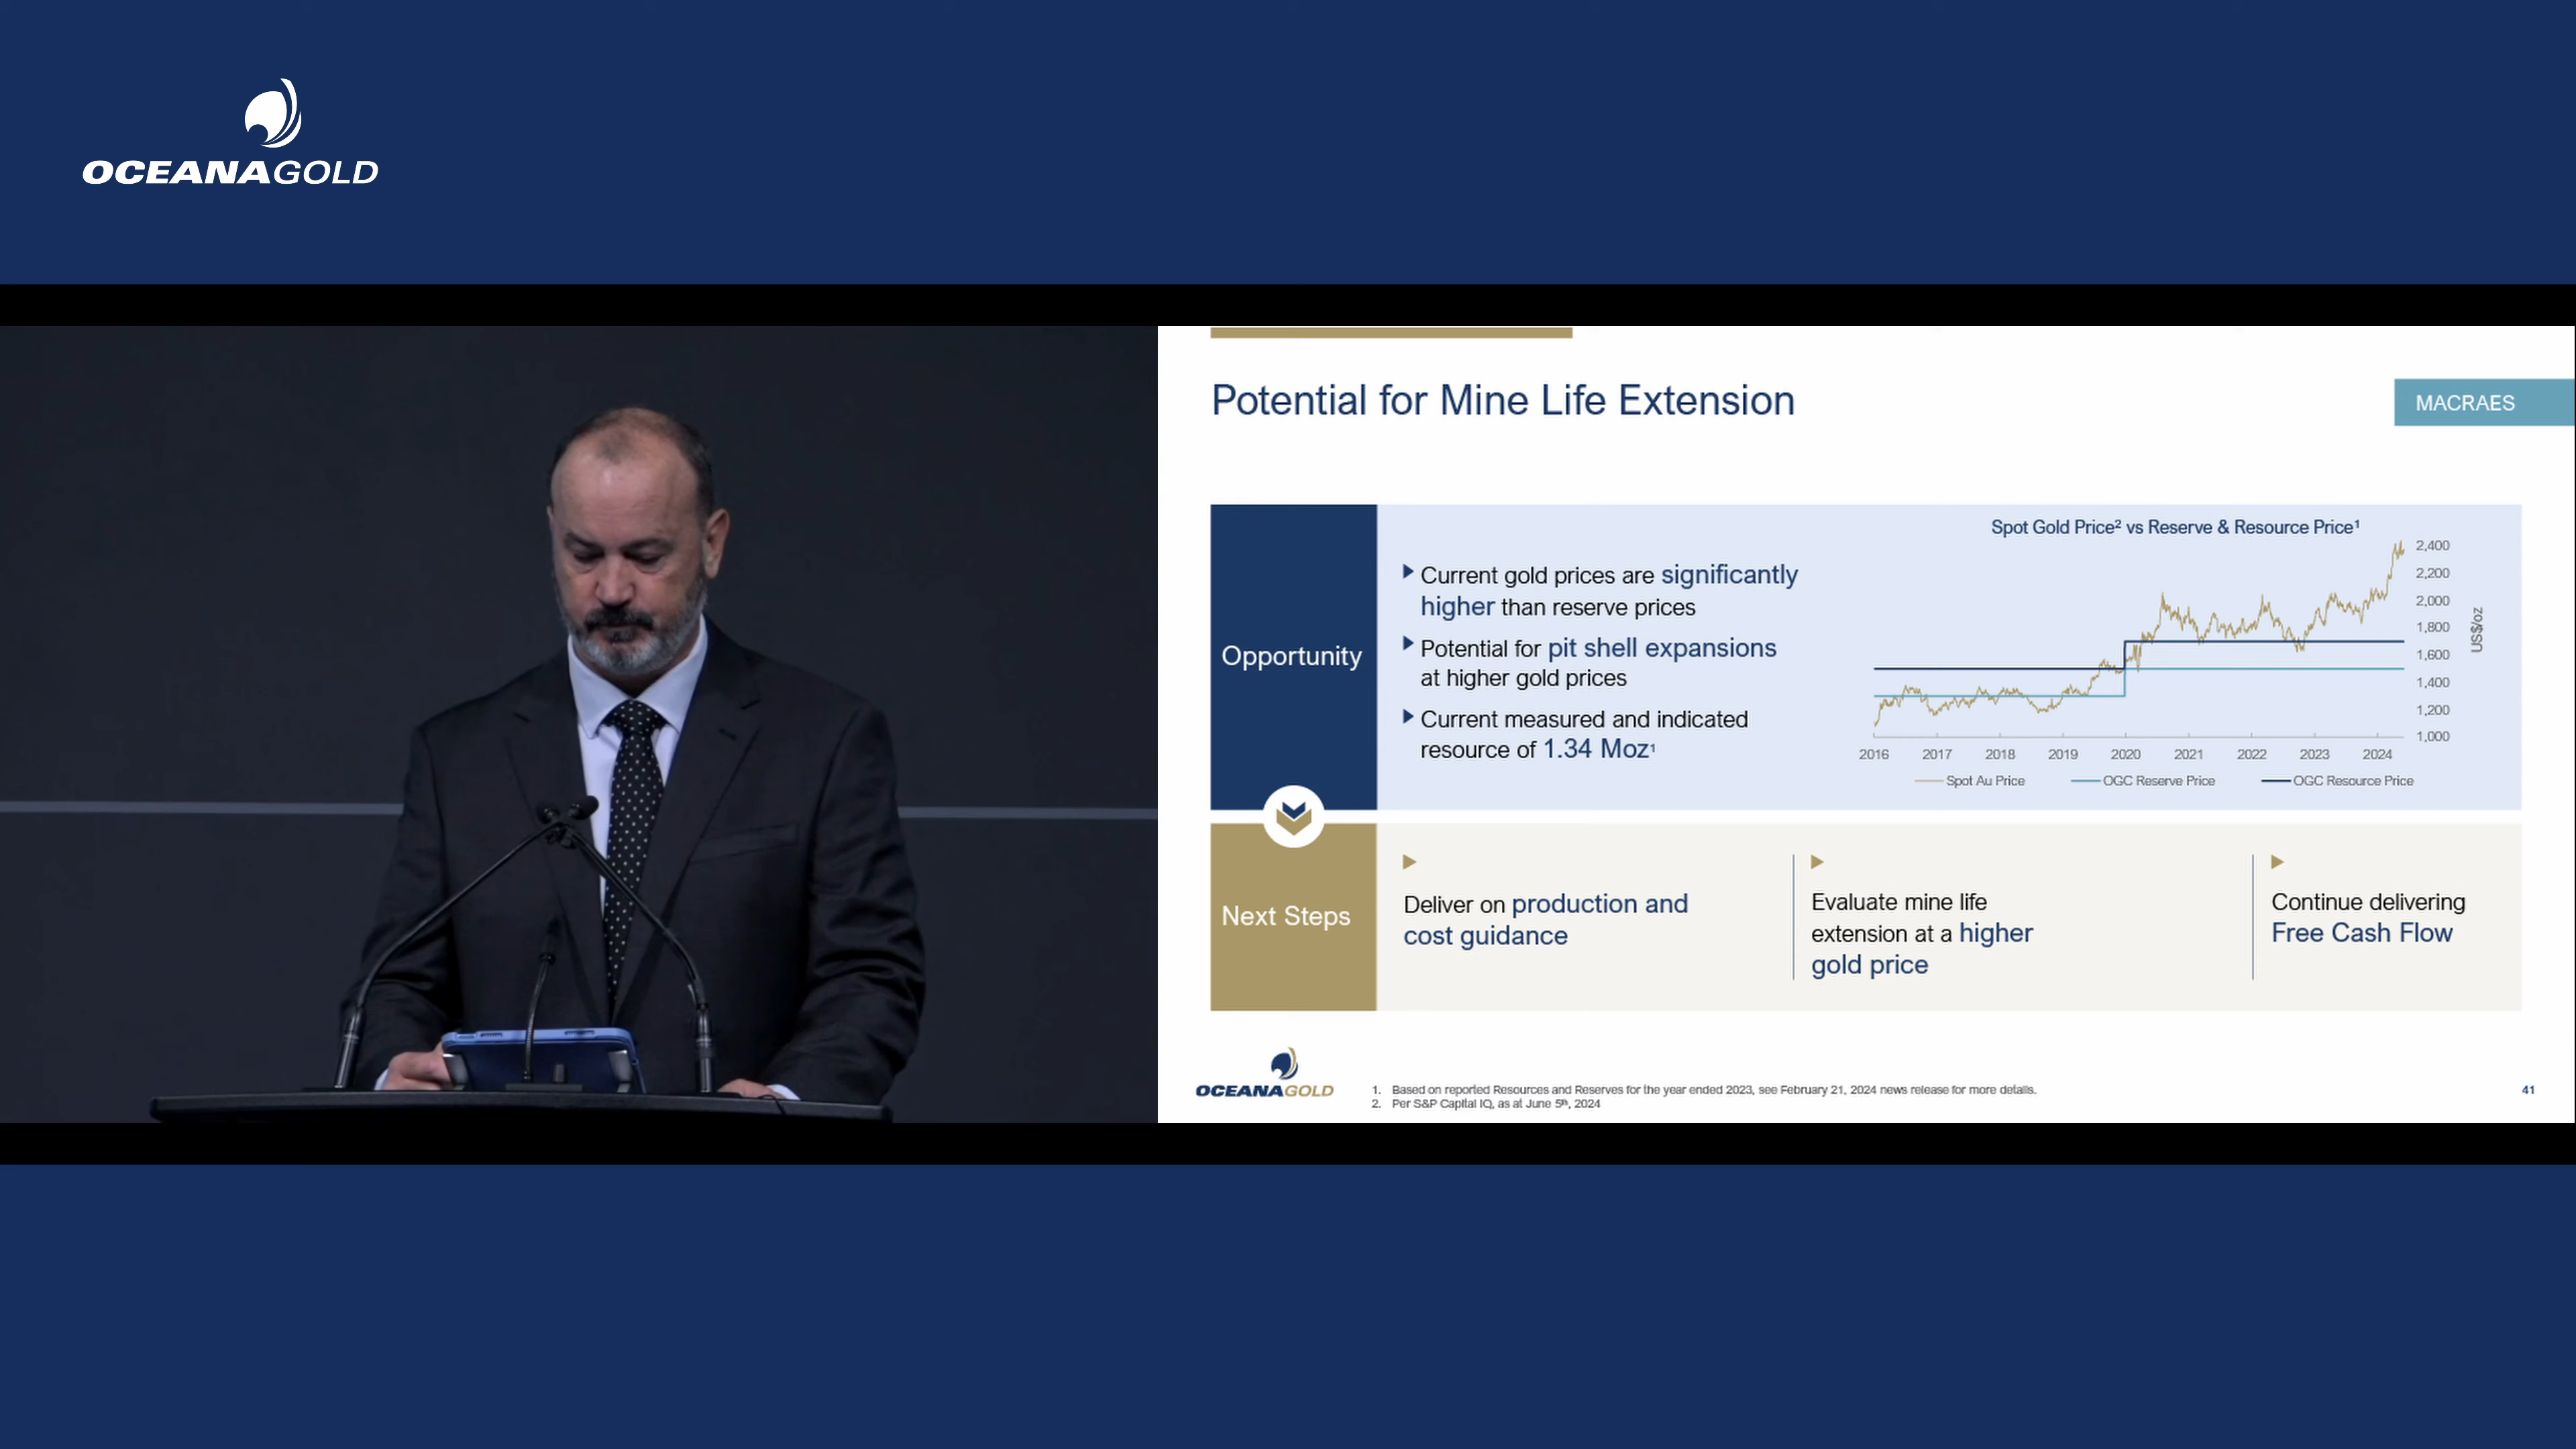 OCEANAGOLD
Potential for Mine Life Extension
MACRAES
Opportunity
Current gold prices are significantly
higher than reserve prices
Potential for pit shell expansions
at higher gold prices
Current measured and indicated
resource of 1.34 Moz¹
Spot Gold Price² vs Reserve & Resource Price¹
2,400
2,200
2,000
1,800
1,600
1,400
1,200
1,000
US$/oz
2016 2017 2018 2019 2020 2021 2022 2023 2024
Spot Au Price OGC Reserve Price OGC Resource Price
Next Steps
Deliver on production and
cost guidance
Evaluate mine life
extension at a higher
gold price
Continue delivering
Free Cash Flow
OCEANAGOLD
1. Based on reported Resources and Reserves for the year ended 2023, see February 21, 2024 news release for more details.
2. Per S&P Capital IQ, as at June 5th, 2024
41